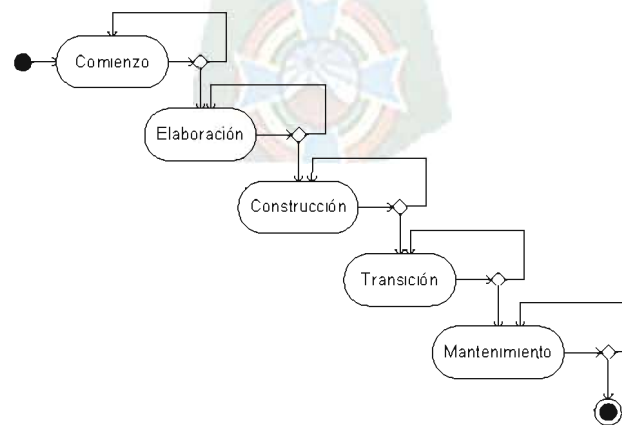 Comienzo
Elaboración
Construcción
Transición
Mantenimiento